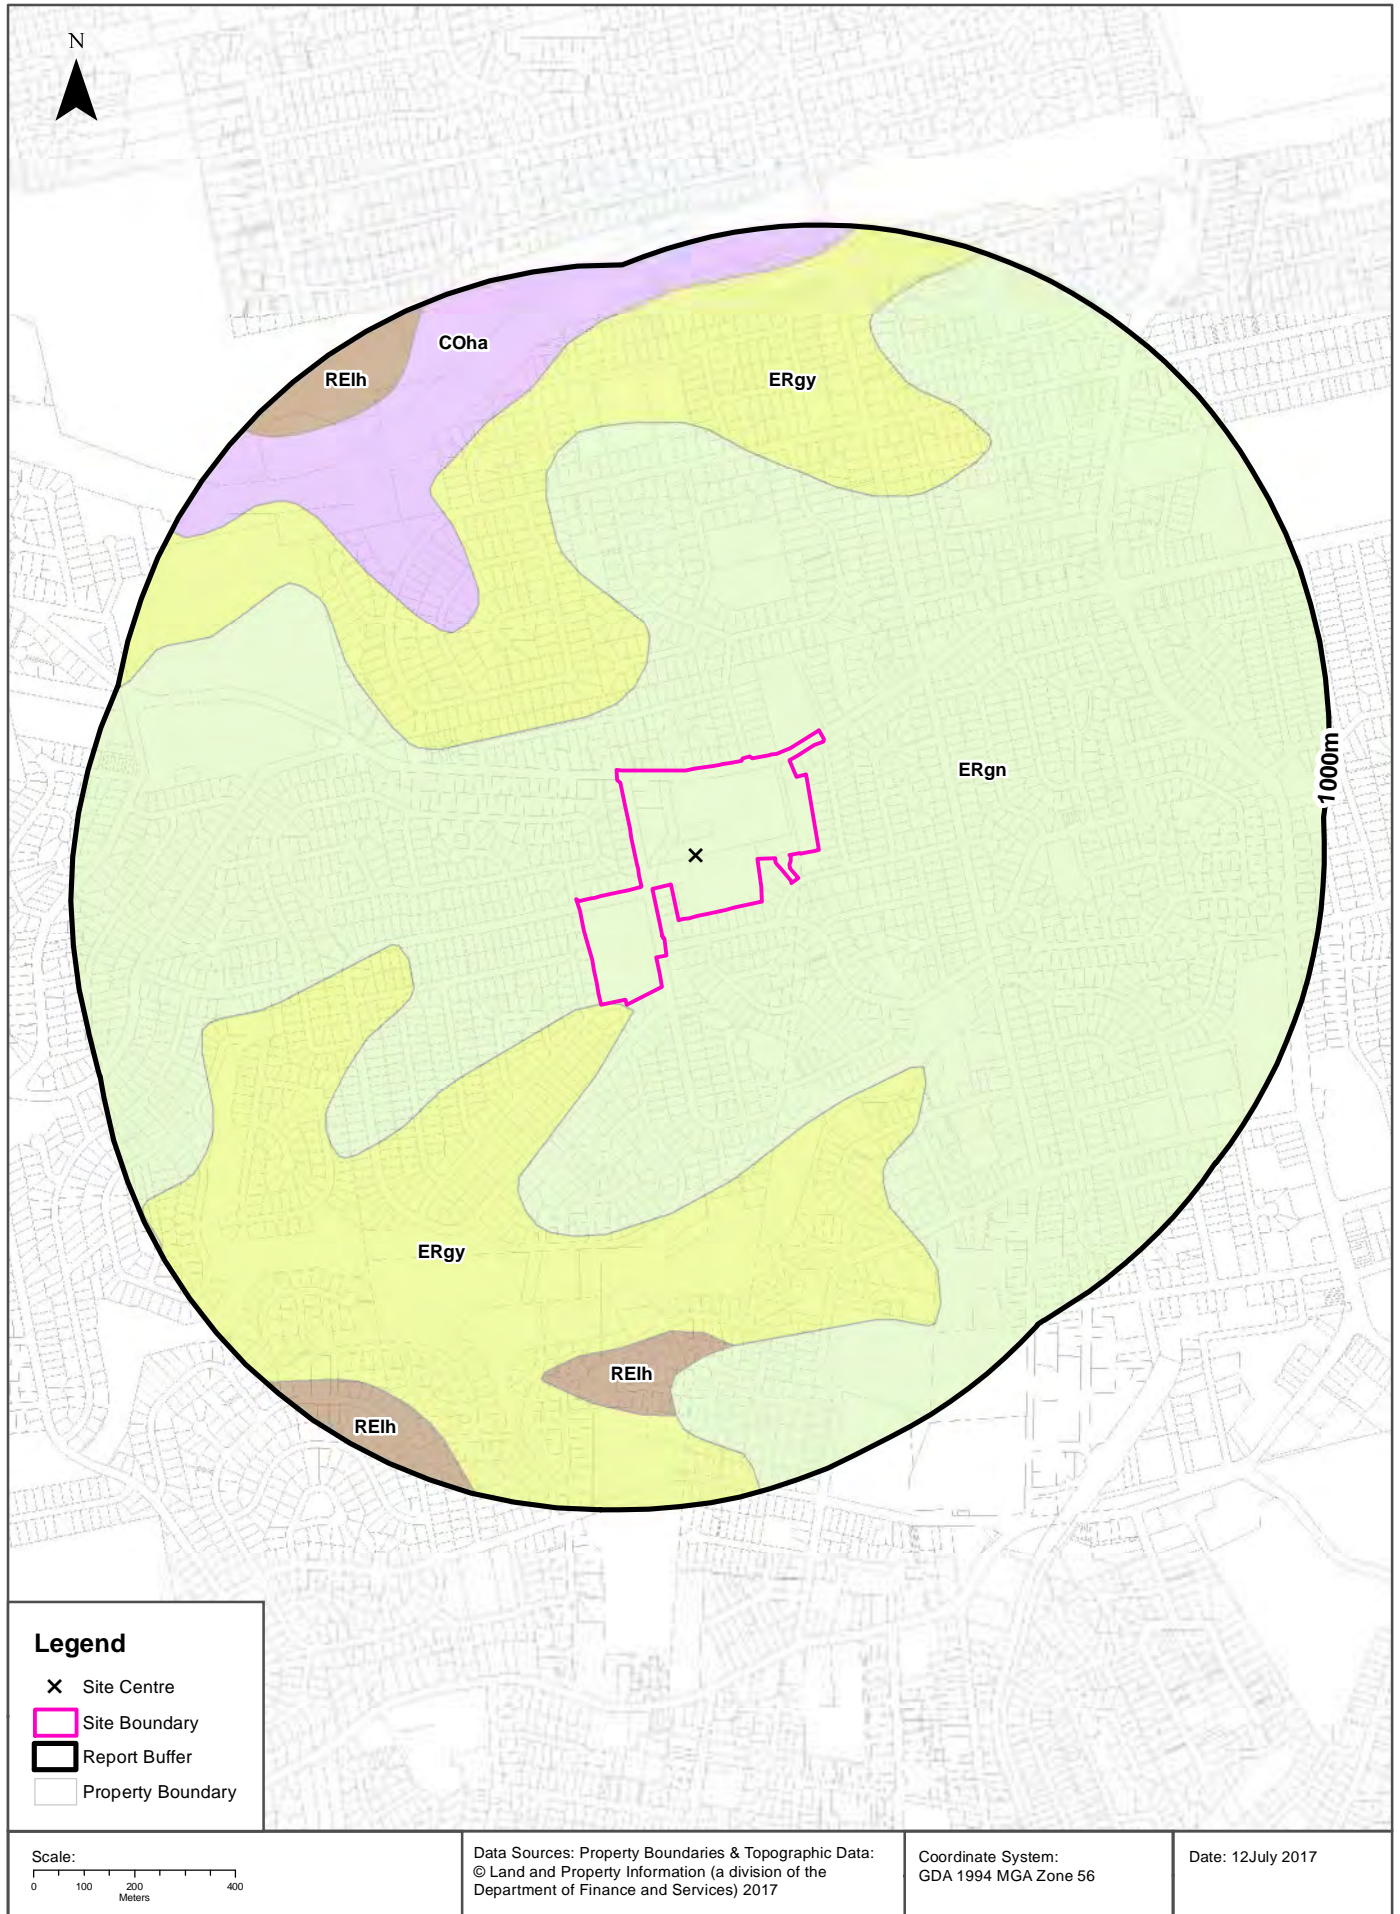 N
COha
RElh
ERgy
ERgn
1000m
ERgy
RElh
RElh
Legend
Site Centre
Site Boundary
Report Buffer
Property Boundary
Scale:
0 100 200 400
Meters
Data Sources: Property Boundaries & Topographic Data:
© Land and Property Information (a division of the
Department of Finance and Services) 2017
Coordinate System:
GDA 1994 MGA Zone 56
Date: 12July 2017